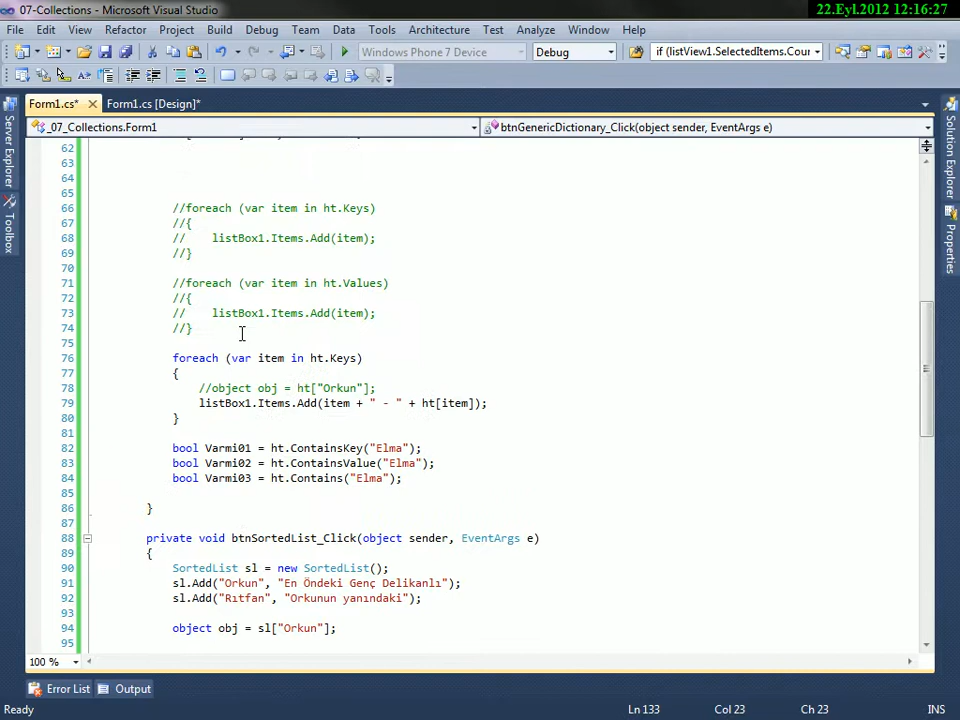 07-Collections - Microsoft Visual Studio
22.Eyl.2012 12:16:27
File Edit View Refactor Project Build Debug Team Data Tools Architecture Test Analyze Window Help
Windows Phone 7 Device Debug if (listView1.SelectedItems.Cour
Form1.cs* Form1.cs [Design]*
_07_Collections.Form1 btnGenericDictionary_Click(object sender, EventArgs e)
Server Explorer
Toolbox
Solution Explorer
Properties
62
63
64
65
66 //foreach (var item in ht.Keys)
67 //{
68 //    listBox1.Items.Add(item);
69 //}
70
71 //foreach (var item in ht.Values)
72 //{
73 //    listBox1.Items.Add(item);
74 //}
75
76 foreach (var item in ht.Keys)
77 {
78 //object obj = ht["Orkun"];
79 listBox1.Items.Add(item + " - " + ht[item]);
80 }
81
82 bool Varmi01 = ht.ContainsKey("Elma");
83 bool Varmi02 = ht.ContainsValue("Elma");
84 bool Varmi03 = ht.Contains("Elma");
85
86 }
87
88 private void btnSortedList_Click(object sender, EventArgs e)
89 {
90 SortedList sl = new SortedList();
91 sl.Add("Orkun", "En Öndeki Genç Delikanlı");
92 sl.Add("Rıtfan", "Orkunun yanındaki");
93
94 object obj = sl["Orkun"];
95
100 %
Error List Output
Ready Ln 133 Col 23 Ch 23 INS